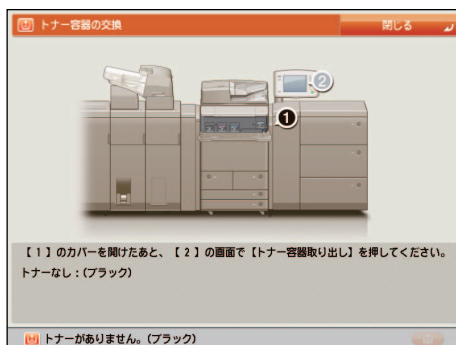 トナー容器の交換
閉じる
2
1
【 1 】のカバーを開けたあと、【 2 】の画面で【トナー容器取り出し】を押してください。
トナーなし：(ブラック)
トナーがありません。(ブラック)